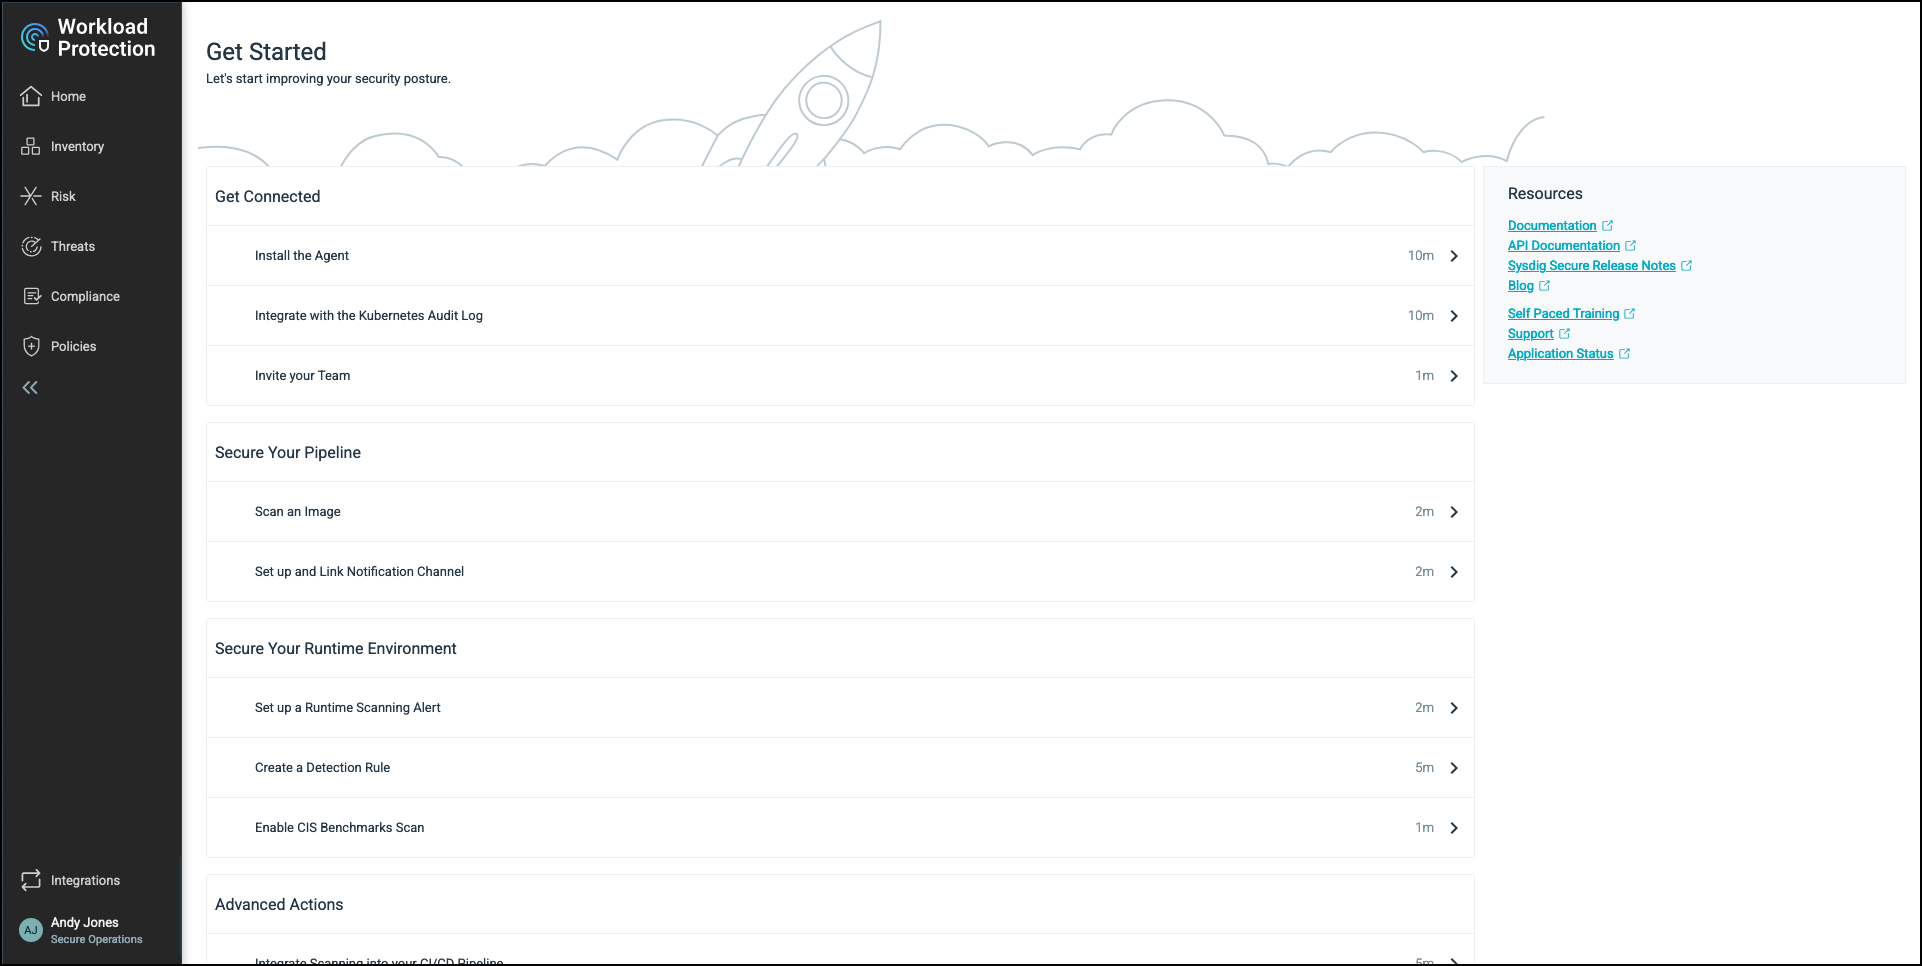 Workload
Protection
Home
Inventory
Risk
Threats
Compliance
Policies
Integrations
AJ
Andy Jones
Secure Operations
Get Started
Let's start improving your security posture.
Get Connected
Install the Agent 10m
Integrate with the Kubernetes Audit Log 10m
Invite your Team 1m
Secure Your Pipeline
Scan an Image 2m
Set up and Link Notification Channel 2m
Secure Your Runtime Environment
Set up a Runtime Scanning Alert 2m
Create a Detection Rule 5m
Enable CIS Benchmarks Scan 1m
Advanced Actions
Integrate Scanning into your CI/CD Pipeline 5m
Resources
Documentation
API Documentation
Sysdig Secure Release Notes
Blog
Self Paced Training
Support
Application Status